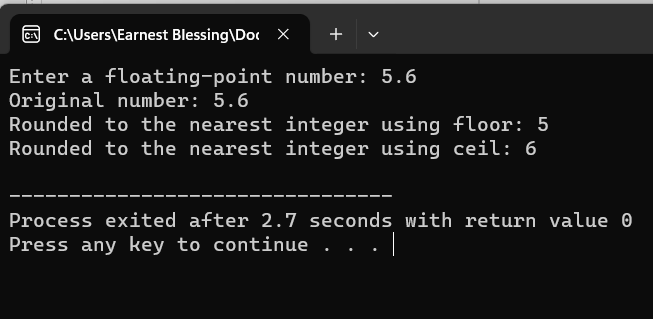 C:\Users\Earnest Blessing\Doc
Enter a floating-point number: 5.6
Original number: 5.6
Rounded to the nearest integer using floor: 5
Rounded to the nearest integer using ceil: 6
--------------------------------
Process exited after 2.7 seconds with return value 0
Press any key to continue . . .